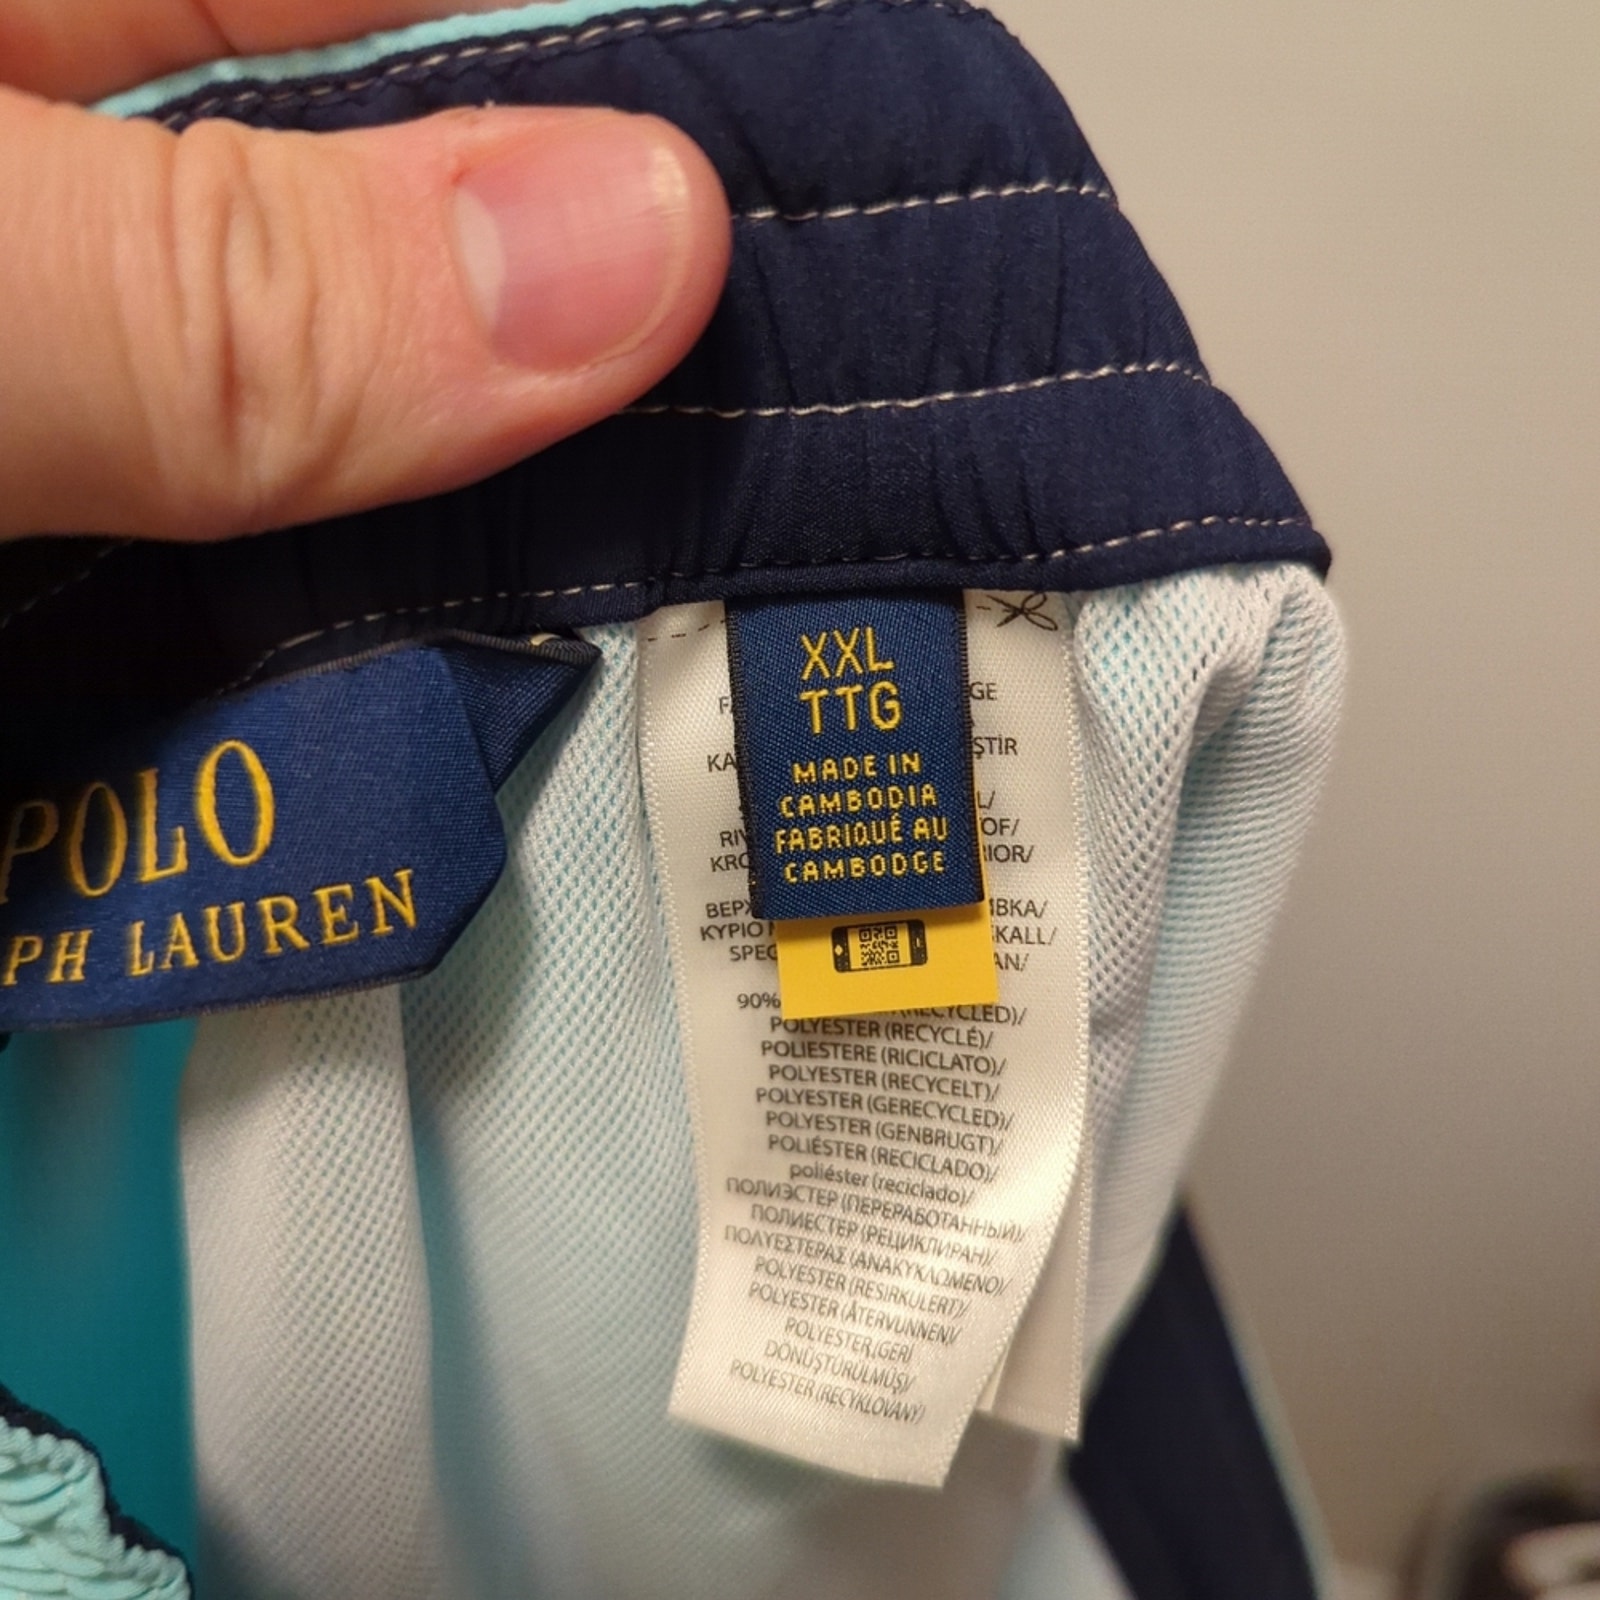 POLO
PH LAUREN
XXL
TTG
MADE IN
CAMBODIA
FABRIQUÉ AU
CAMBODGE
90%
(RECYCLED)/
POLYESTER (RECYCLÉ)/
POLIESTERE (RICICLATO)/
POLYESTER (RECYCELT)/
POLYESTER (GERECYCLED)/
POLYESTER (GENBRUGT)/
POLIÉSTER (RECICLADO)/
poliéster (reciclado)/
ПОЛИЭСТЕР (ПЕРЕРАБОТАННЫЙ)/
ПОЛИЕСТЕР (РЕЦИКЛИРАН)/
ΠΟΛΥΕΣΤΕΡΑΣ (ΑΝΑΚΥΚΛΩΜΕΝΟ)/
POLYESTER (RESIRKULERT)/
POLYESTER (ÅTERVUNNEN)/
POLYESTER (GERİ
DÖNÜŞTÜRÜLMÜŞ)/
POLYESTER (RECYKLOVANÝ)